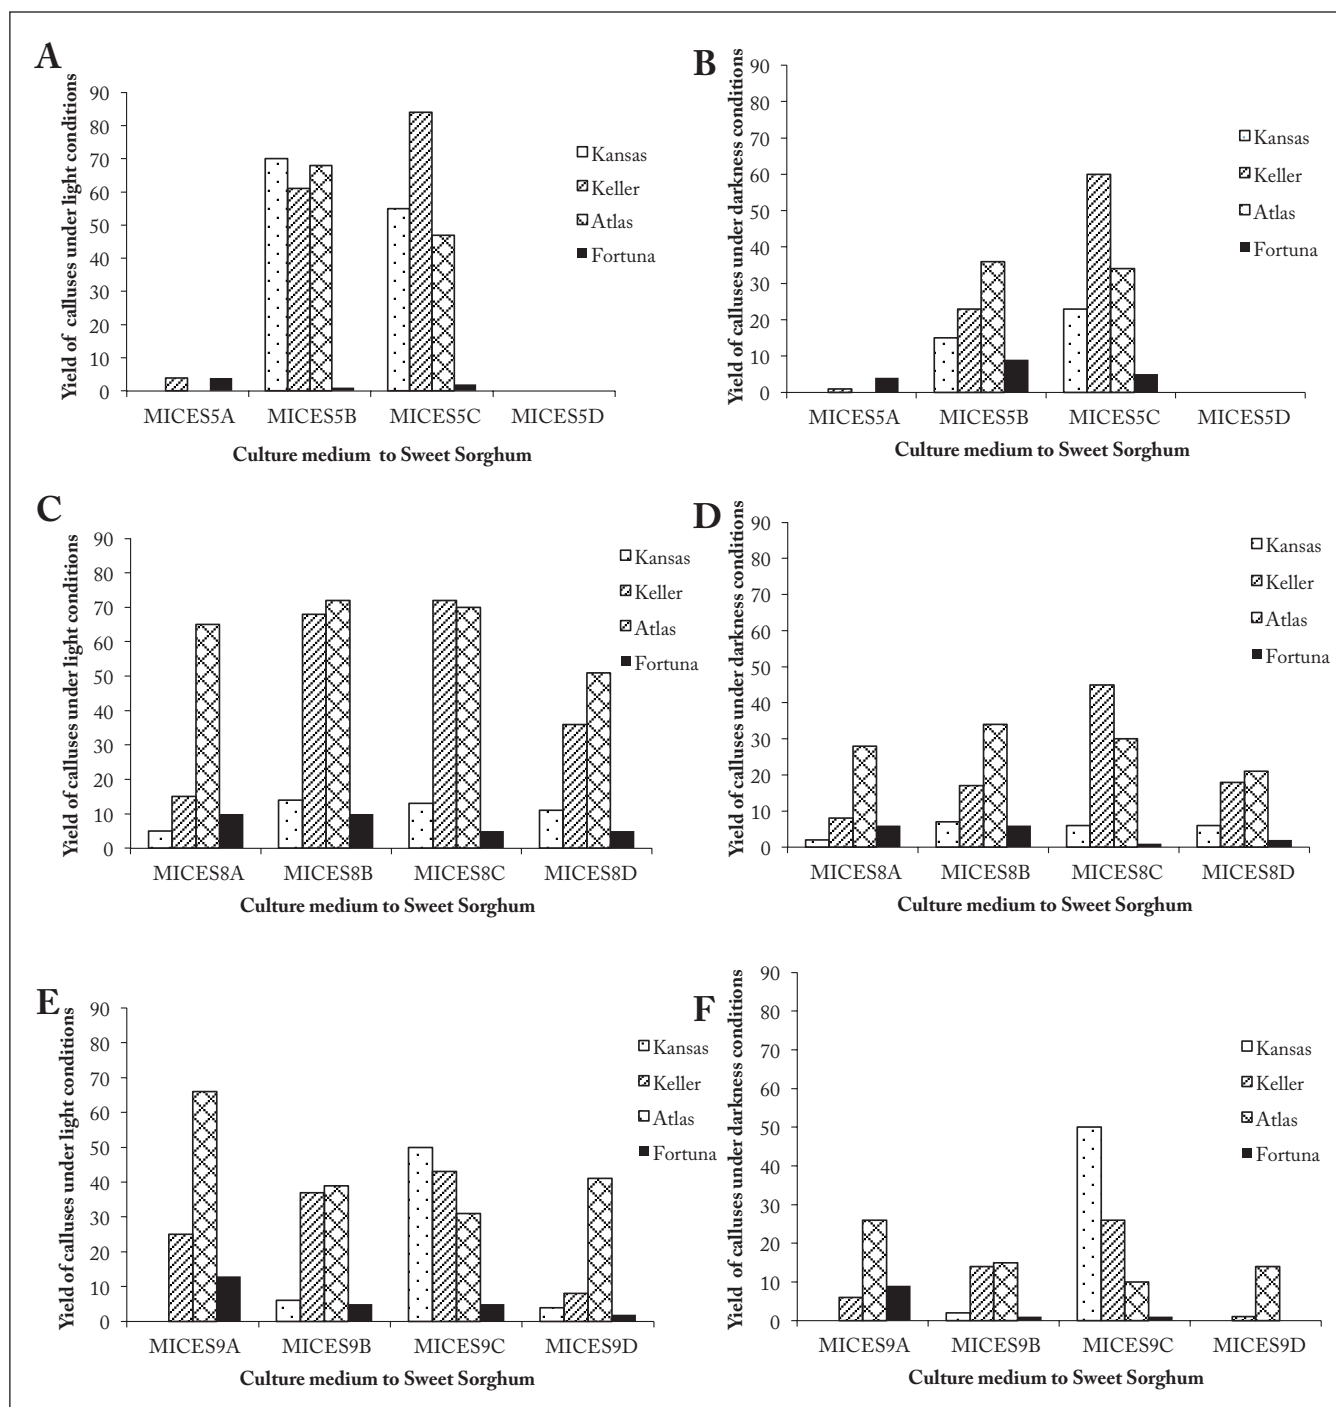 A
Yield of calluses under light conditions
90
80
70
60
50
40
30
20
10
0
Kansas
Keller
Atlas
Fortuna
MICES5A MICES5B MICES5C MICES5D
Culture medium to Sweet Sorghum
B
Yield of calluses under darkness conditions
90
80
70
60
50
40
30
20
10
0
Kansas
Keller
Atlas
Fortuna
MICES5A MICES5B MICES5C MICES5D
Culture medium to Sweet Sorghum
C
Yield of calluses under light conditions
90
80
70
60
50
40
30
20
10
0
Kansas
Keller
Atlas
Fortuna
MICES8A MICES8B MICES8C MICES8D
Culture medium to Sweet Sorghum
D
Yield of calluses under darkness conditions
90
80
70
60
50
40
30
20
10
0
Kansas
Keller
Atlas
Fortuna
MICES8A MICES8B MICES8C MICES8D
Culture medium to Sweet Sorghum
E
Yield of calluses under light conditions
90
80
70
60
50
40
30
20
10
0
Kansas
Keller
Atlas
Fortuna
MICES9A MICES9B MICES9C MICES9D
Culture medium to Sweet Sorghum
F
Yield of calluses under darkness conditions
90
80
70
60
50
40
30
20
10
0
Kansas
Keller
Atlas
Fortuna
MICES9A MICES9B MICES9C MICES9D
Culture medium to Sweet Sorghum